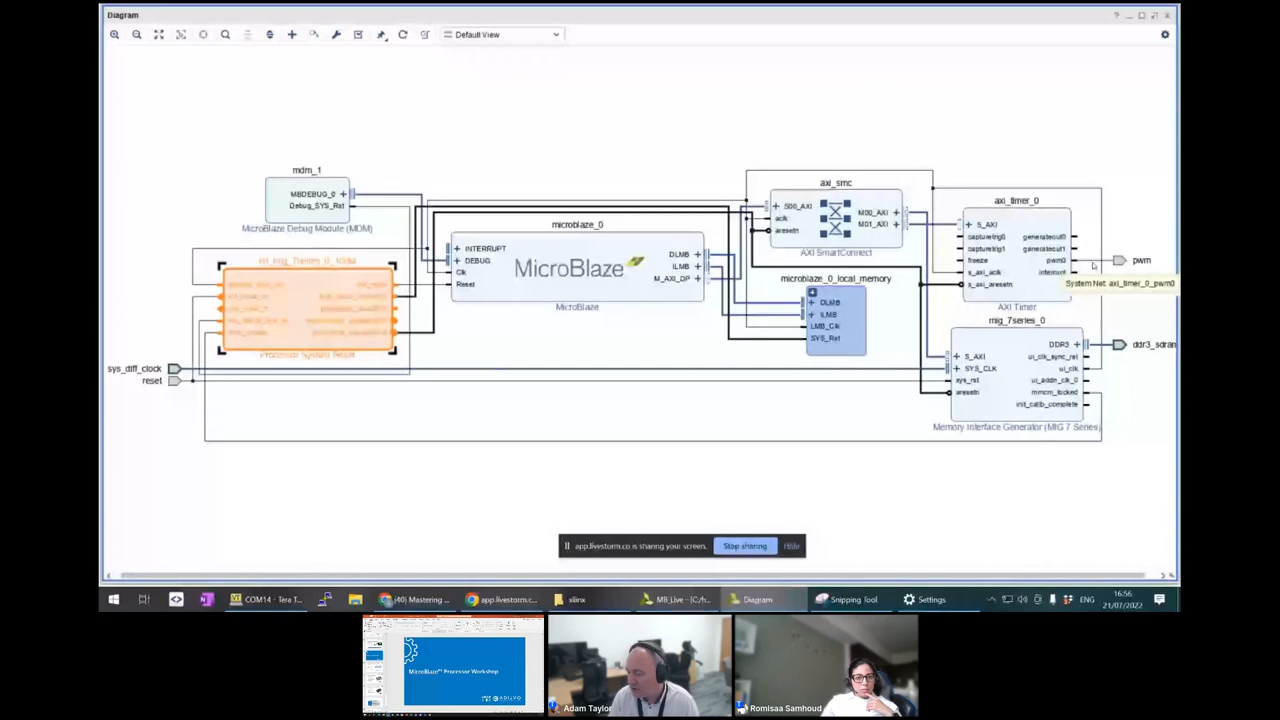 Diagram
Default View
mdm_1
MBDEBUG_0
Debug_SYS_Rst
MicroBlaze Debug Module (MDM)
Processor System Reset
microblaze_0
INTERRUPT
DEBUG
Clk
Reset
MicroBlaze
DLMB
ILMB
M_AXI_DP
MicroBlaze
axi_smc
S00_AXI
aclk
aresetn
M00_AXI
M01_AXI
AXI SmartConnect
microblaze_0_local_memory
DLMB
ILMB
LMB_Clk
SYS_Rst
axi_timer_0
S_AXI
capturetrig0
capturetrig1
freeze
s_axi_aclk
s_axi_aresetn
generateout0
generateout1
pwm0
interrupt
AXI Timer
pwm
System Net: axi_timer_0_pwm0
mig_7series_0
S_AXI
SYS_CLK
sys_rst
aresetn
DDR3
ui_clk_sync_rst
ui_clk
ui_addn_clk_0
mmcm_locked
init_calib_complete
Memory Interface Generator (MIG 7 Series)
ddr3_sdram
sys_diff_clock
reset
app.livestorm.co is sharing your screen.
Stop sharing
Hide
COM14 - Tera T...
(40) Mastering ...
app.livestorm.c...
xilinx
MB_Live - [C:/h...
Diagram
Snipping Tool
Settings
ENG
16:56
21/07/2022
MicroBlaze™ Processor Workshop
ADIUVO
Adam Taylor
Romisaa Samhoud